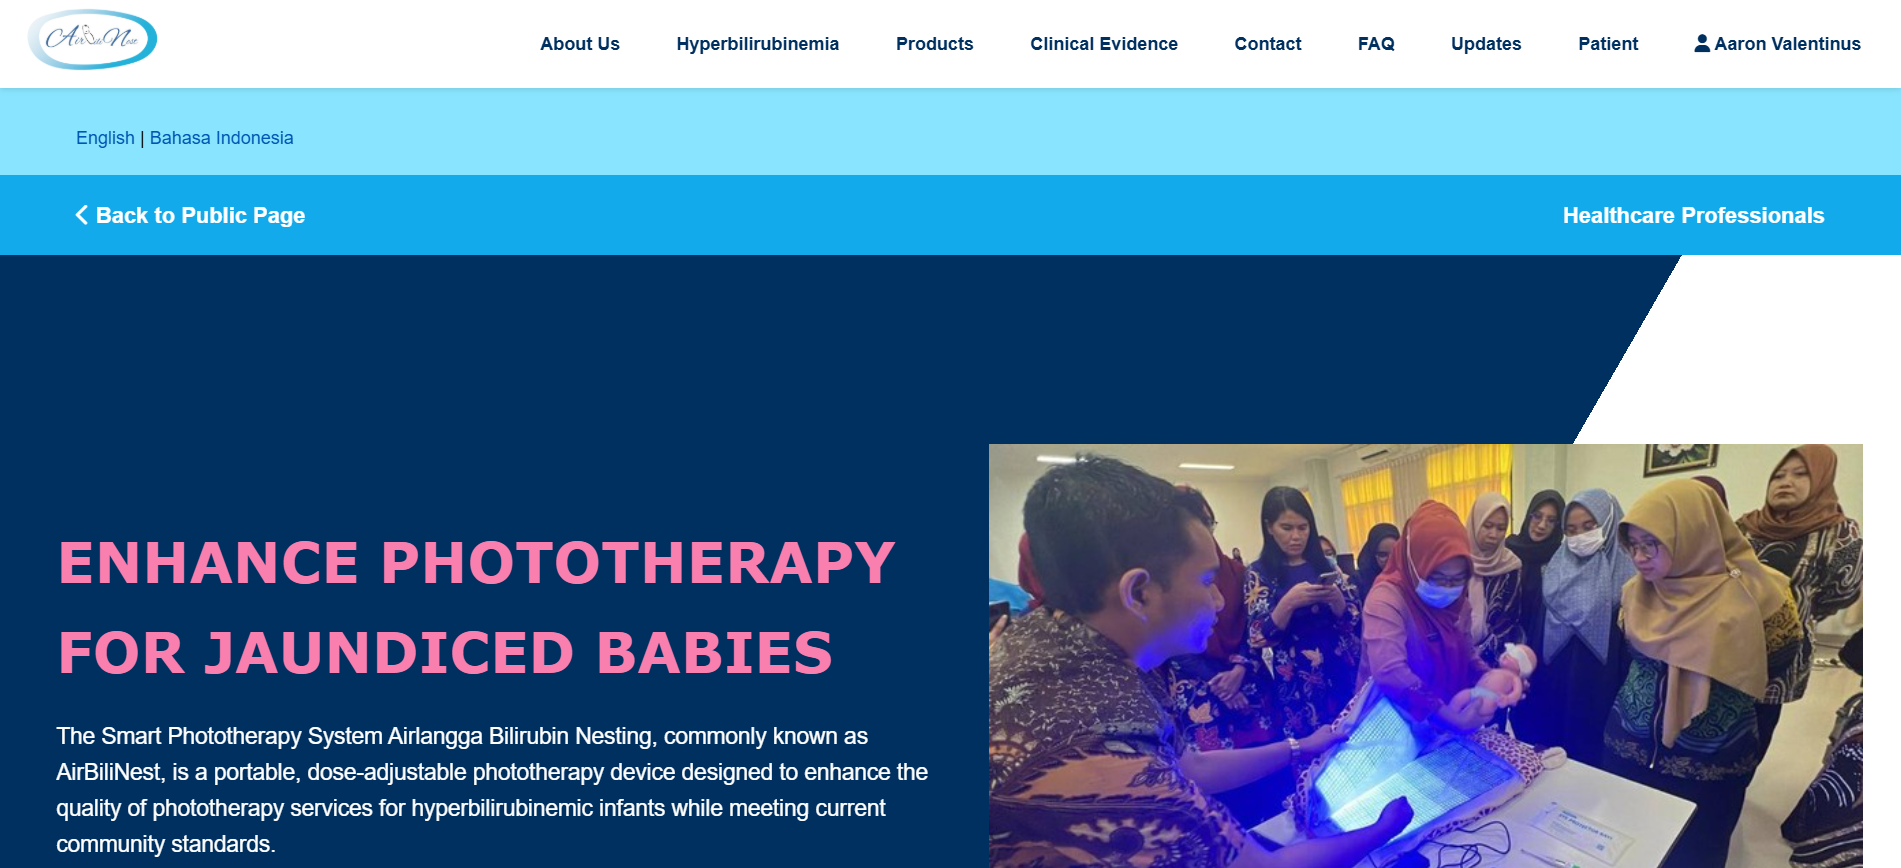 AirBiliNest
About Us
Hyperbilirubinemia
Products
Clinical Evidence
Contact
FAQ
Updates
Patient
Aaron Valentinus
English | Bahasa Indonesia
Back to Public Page
Healthcare Professionals
ENHANCE PHOTOTHERAPY
FOR JAUNDICED BABIES
The Smart Phototherapy System Airlangga Bilirubin Nesting, commonly known as
AirBiliNest, is a portable, dose-adjustable phototherapy device designed to enhance the
quality of phototherapy services for hyperbilirubinemic infants while meeting current
community standards.